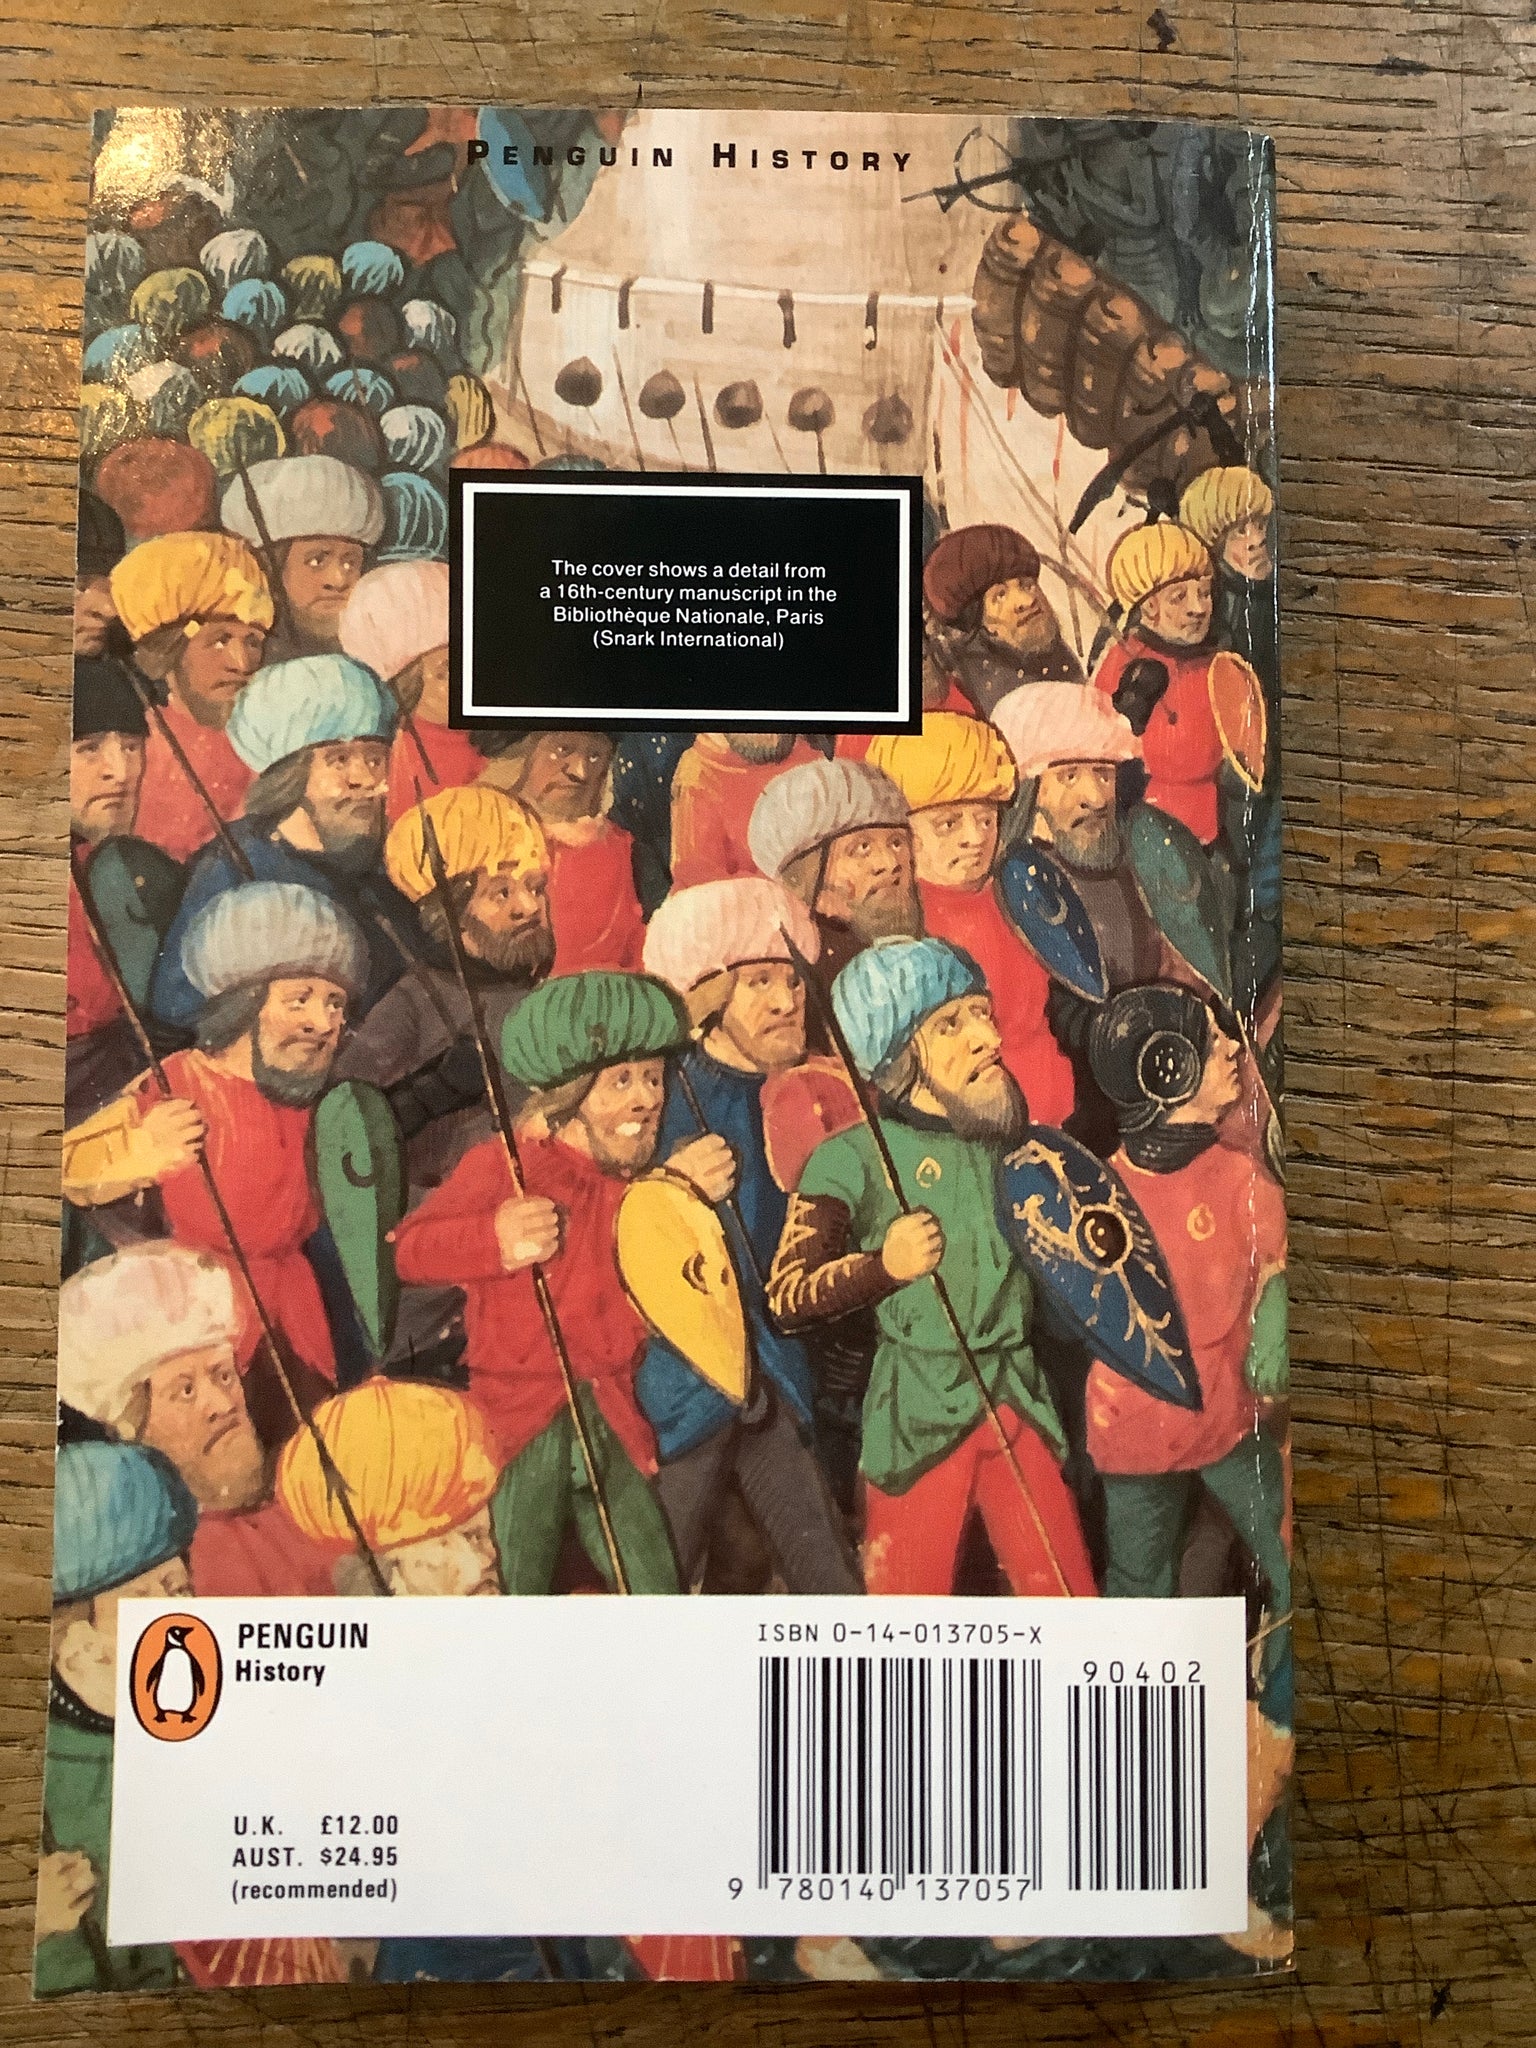 PENGUIN HISTORY
The cover shows a detail from
a 16th-century manuscript in the
Bibliothèque Nationale, Paris
(Snark International)
PENGUIN
History
U.K. £12.00
AUST. $24.95
(recommended)
ISBN 0-14-013705-X
90402
9 780140 137057